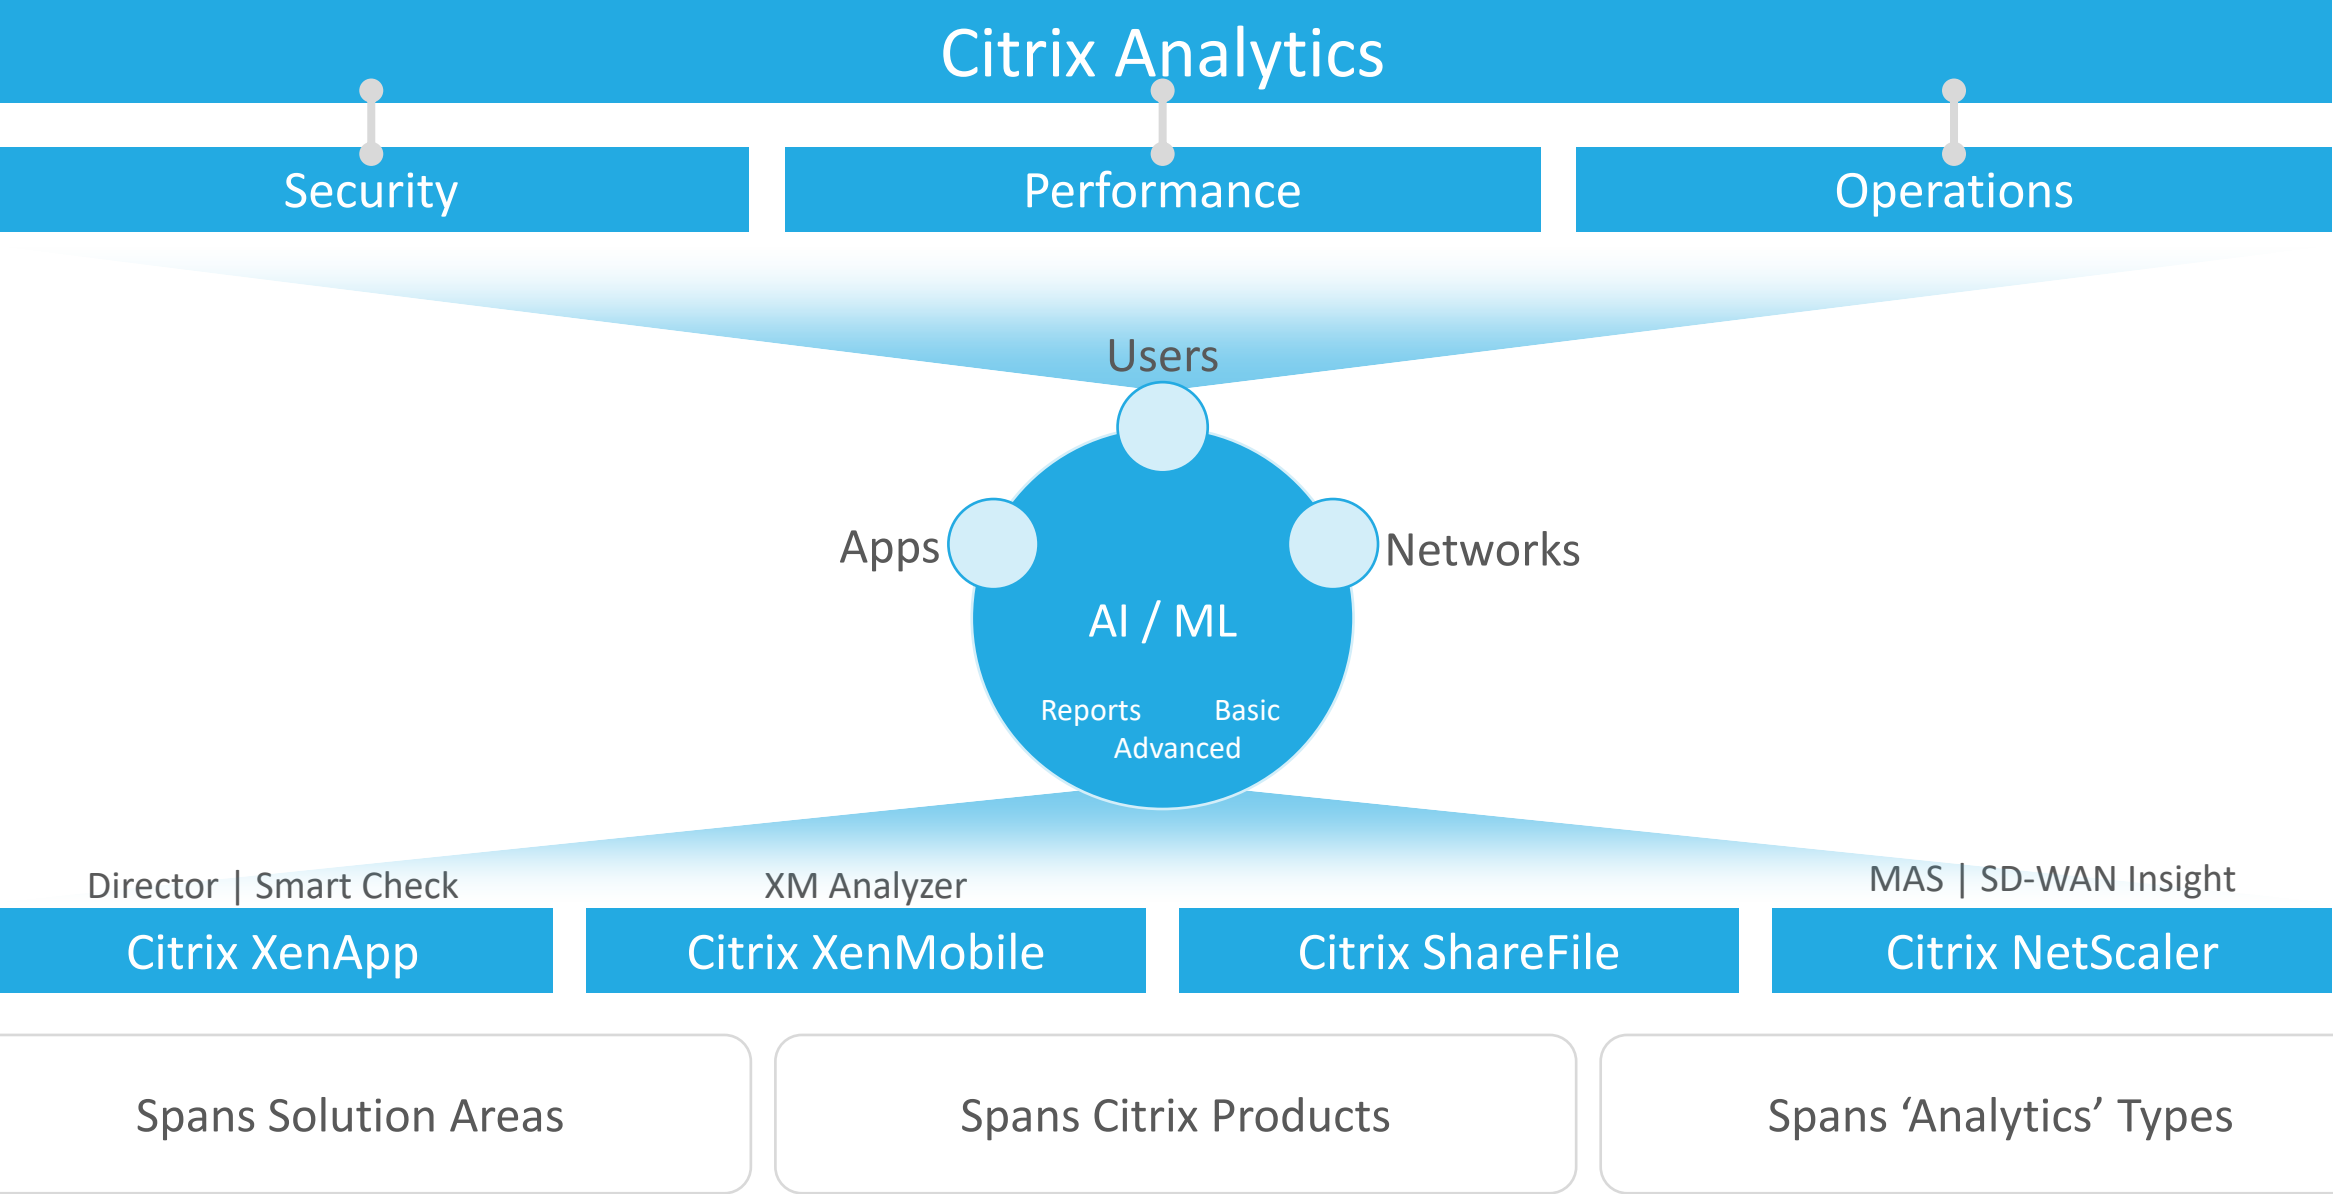 Citrix Analytics
Security
Performance
Operations
Users
Apps
Networks
AI / ML
Reports Basic
Advanced
Director | Smart Check
XM Analyzer
MAS | SD-WAN Insight
Citrix XenApp
Citrix XenMobile
Citrix ShareFile
Citrix NetScaler
Spans Solution Areas
Spans Citrix Products
Spans ‘Analytics’ Types